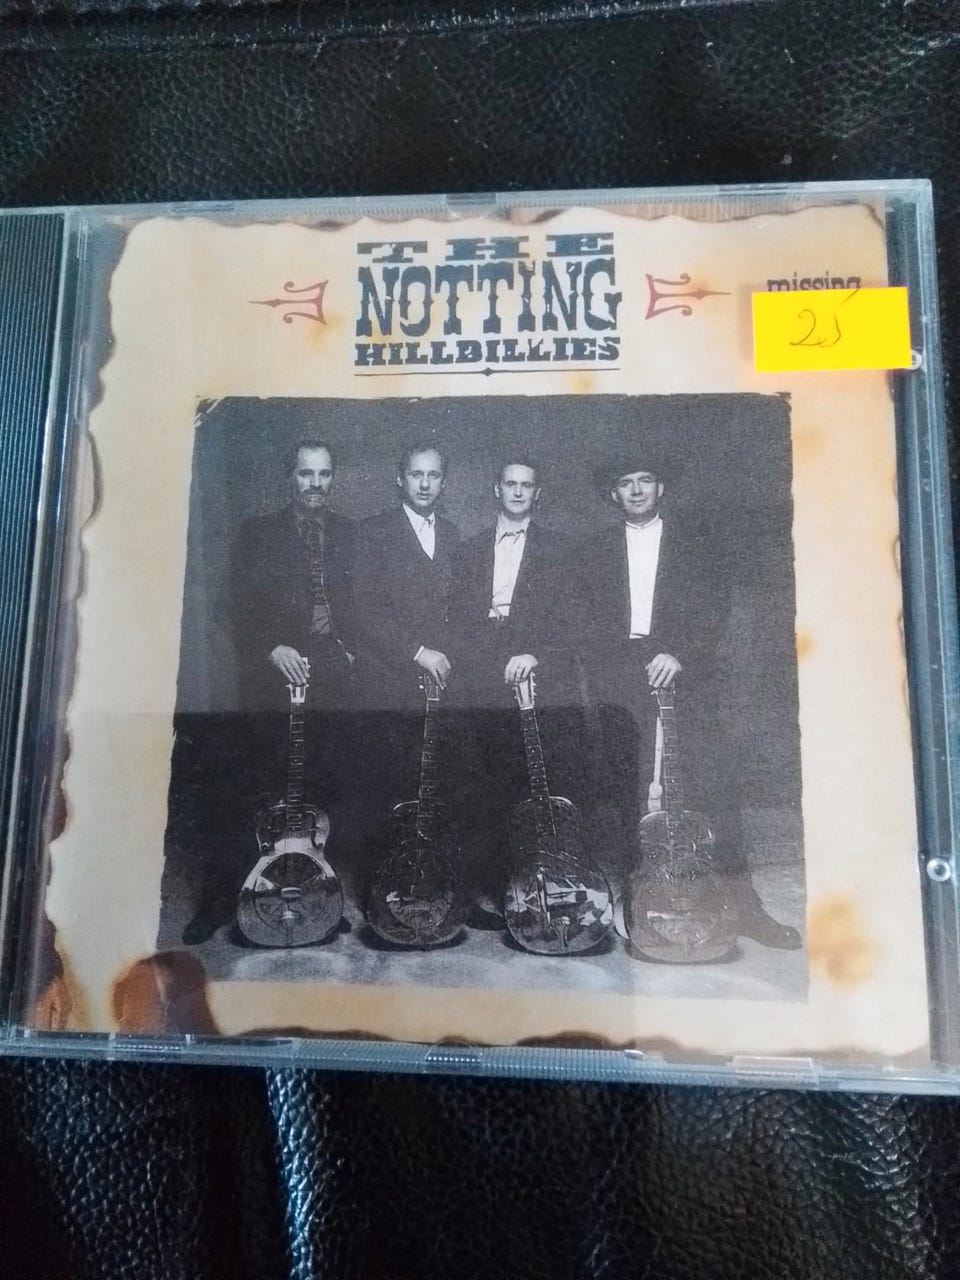 THE
NOTTING
HILLBILLIES
missing
25